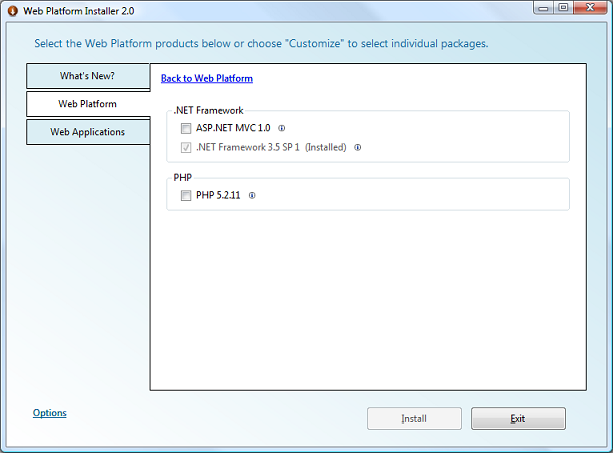 Web Platform Installer 2.0
Select the Web Platform products below or choose "Customize" to select individual packages.
What's New?
Web Platform
Web Applications
Back to Web Platform
.NET Framework
ASP.NET MVC 1.0
.NET Framework 3.5 SP 1 (Installed)
PHP
PHP 5.2.11
Options
Install
Exit